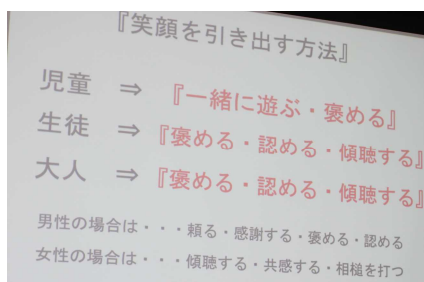 『笑顔を引き出す方法』
児童 ⇒ 『一緒に遊ぶ・褒める』
生徒 ⇒ 『褒める・認める・傾聴する』
大人 ⇒ 『褒める・認める・傾聴する』
男性の場合は・・・頼る・感謝する・褒める・認める
女性の場合は・・・傾聴する・共感する・相槌を打つ